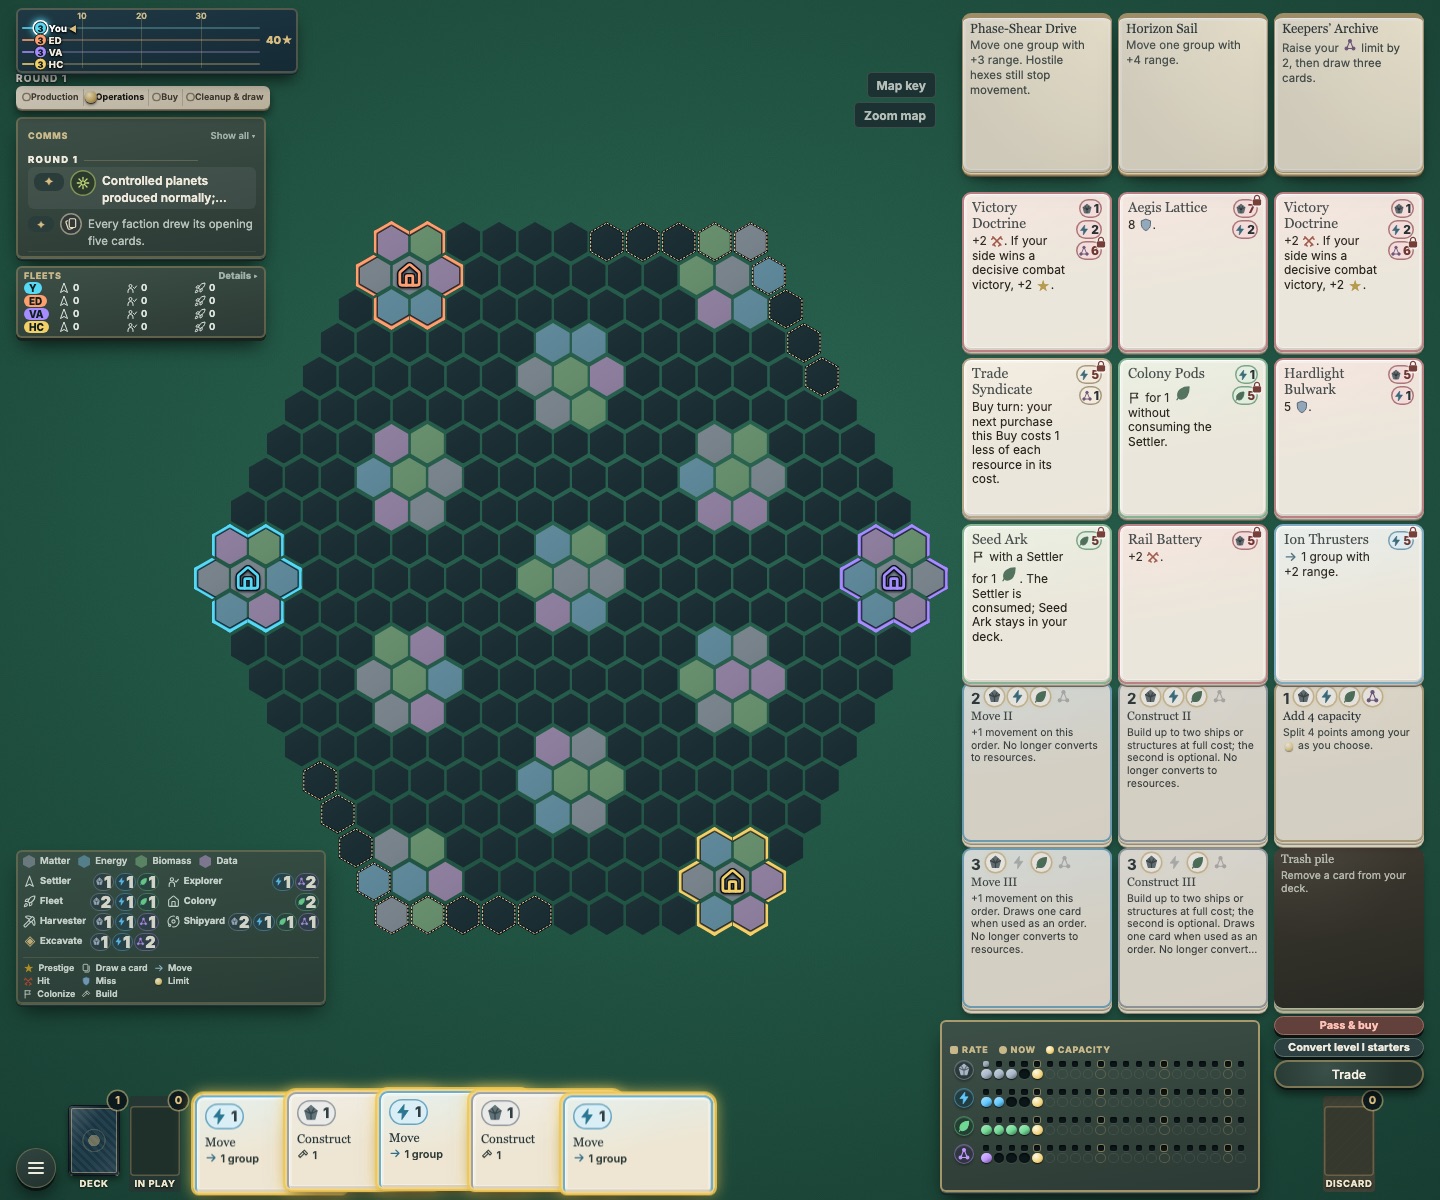 10 20 30
3 You
3 ED
3 VA
3 HC
40
ROUND 1
Production Operations Buy Cleanup & draw
COMMS Show all
ROUND 1
Controlled planets
produced normally;...
Every faction drew its opening
five cards.
FLEETS Details
Y 0 0 0
ED 0 0 0
VA 0 0 0
HC 0 0 0
Map key
Zoom map
Phase-Shear Drive
Move one group with
+3 range. Hostile
hexes still stop
movement.
Horizon Sail
Move one group with
+4 range.
Keepers' Archive
Raise your limit by
2, then draw three
cards.
Victory
Doctrine
1
2
6
+2 . If your
side wins a
decisive combat
victory, +2 .
Aegis Lattice
7
2
8 .
Victory
Doctrine
1
2
6
+2 . If your
side wins a
decisive combat
victory, +2 .
Trade
Syndicate
5
1
Buy turn: your
next purchase
this Buy costs 1
less of each
resource in its
cost.
Colony Pods
1
5
for 1
without
consuming the
Settler.
Hardlight
Bulwark
5
1
5 .
Seed Ark
5
with a Settler
for 1 . The
Settler is
consumed; Seed
Ark stays in your
deck.
Rail Battery
5
+2 .
Ion Thrusters
5
→ 1 group with
+2 range.
2
Move II
+1 movement on this
order. No longer converts
to resources.
2
Construct II
Build up to two ships or
structures at full cost; the
second is optional. No
longer converts to
resources.
1
Add 4 capacity
Split 4 points among your
as you choose.
3
Move III
+1 movement on this
order. Draws one card
when used as an order.
No longer converts to
resources.
3
Construct III
Build up to two ships or
structures at full cost; the
second is optional. Draws
one card when used as an
order. No longer convert...
Trash pile
Remove a card from your
deck.
Matter Energy Biomass Data
Settler 1 1 1 Explorer 1 2
Fleet 2 1 1 Colony 2
Harvester 1 1 1 Shipyard 2 1 1 1
Excavate 1 1 2
Prestige Draw a card → Move
Hit Miss Limit
Colonize Build
RATE NOW CAPACITY
Pass & buy
Convert level I starters
Trade
1
DECK
0
IN PLAY
1
Move
→ 1 group
1
Construct
1
1
Move
→ 1 group
1
Construct
1
1
Move
→ 1 group
0
DISCARD